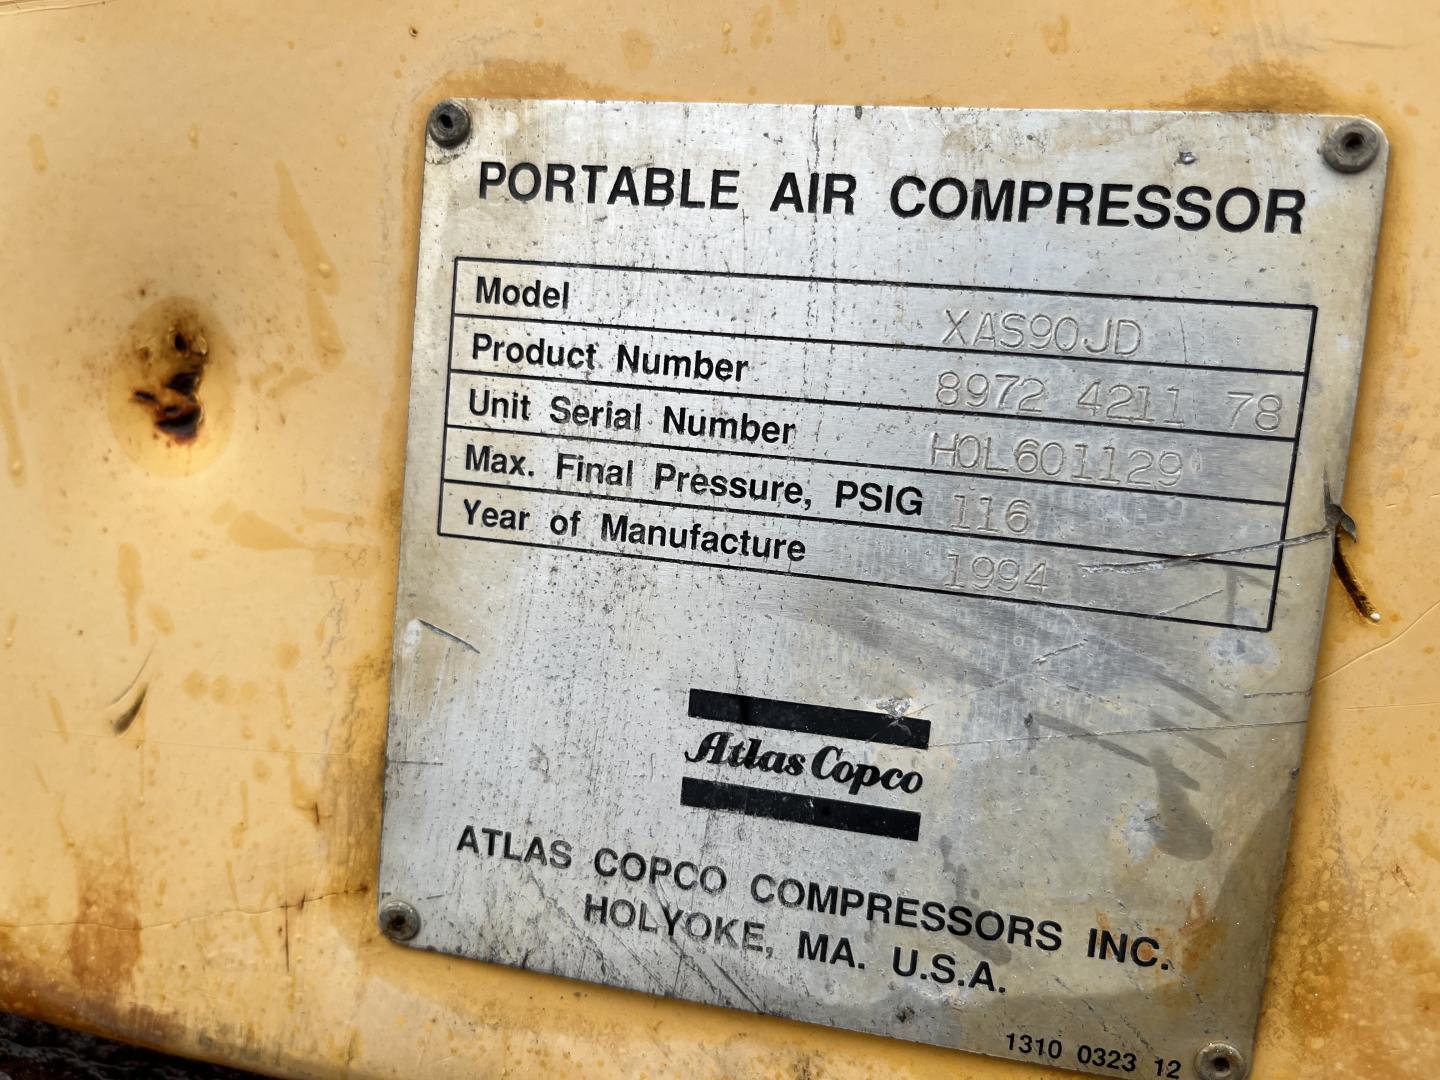 PORTABLE AIR COMPRESSOR
Model XAS90JD
Product Number 8972 4211 78
Unit Serial Number HOL601129
Max. Final Pressure, PSIG 116
Year of Manufacture 1994
Atlas Copco
ATLAS COPCO COMPRESSORS INC.
HOLYOKE, MA. U.S.A.
1310 0323 12